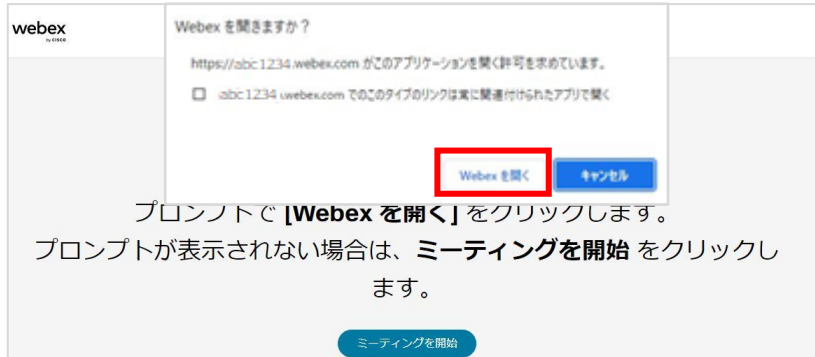 webex
by CISCO
Webex を開きますか？
https://abc1234.webex.com がこのアプリケーションを開く許可を求めています。
abc1234.webex.com でのこのタイプのリンクは常に関連付けられたアプリで開く
Webex を開く
キャンセル
プロンプトで [Webex を開く] をクリックします。
プロンプトが表示されない場合は、ミーティングを開始 をクリックし
ます。
ミーティングを開始